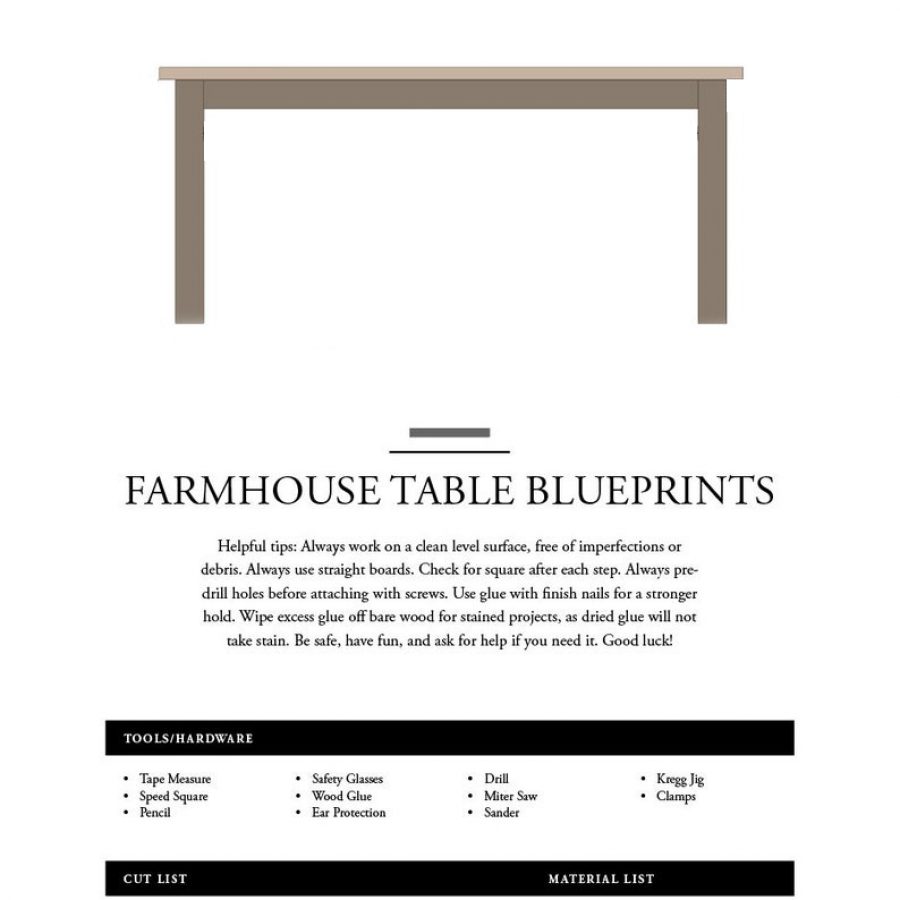 FARMHOUSE TABLE BLUEPRINTS
Helpful tips: Always work on a clean level surface, free of imperfections or
debris. Always use straight boards. Check for square after each step. Always pre-
drill holes before attaching with screws. Use glue with finish nails for a stronger
hold. Wipe excess glue off bare wood for stained projects, as dried glue will not
take stain. Be safe, have fun, and ask for help if you need it. Good luck!
TOOLS/HARDWARE
• Tape Measure
• Speed Square
• Pencil
• Safety Glasses
• Wood Glue
• Ear Protection
• Drill
• Miter Saw
• Sander
• Kregg Jig
• Clamps
CUT LIST
MATERIAL LIST